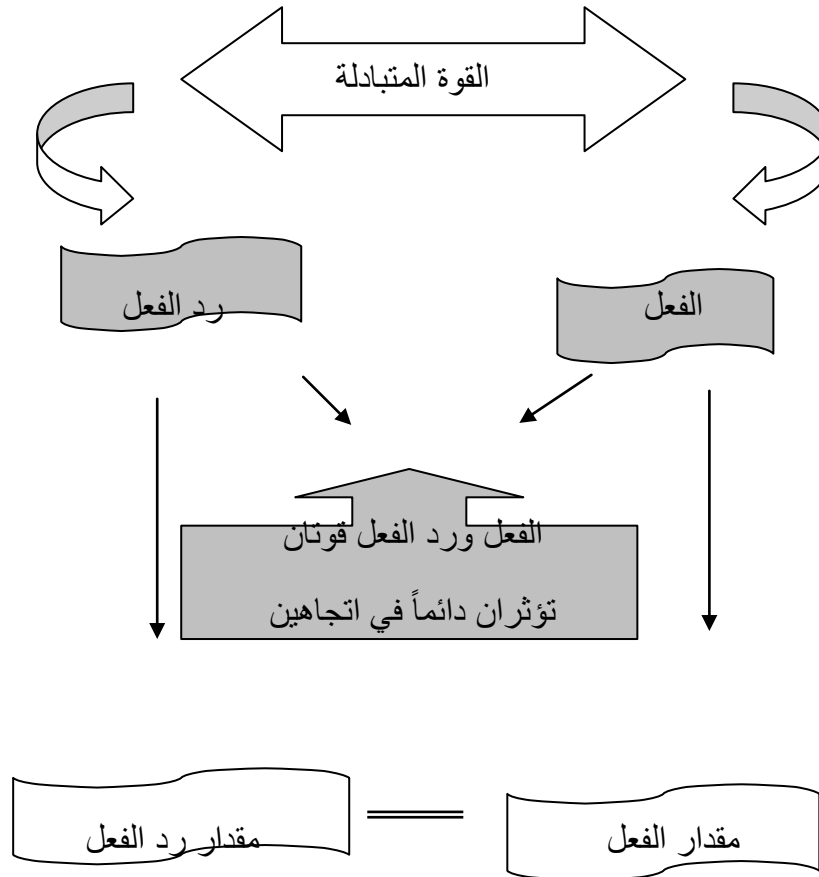 القوة المتبادلة
الفعل
رد الفعل
الفعل ورد الفعل قوتان
تؤثران دائماً في اتجاهين
مقدار الفعل
مقدار رد الفعل